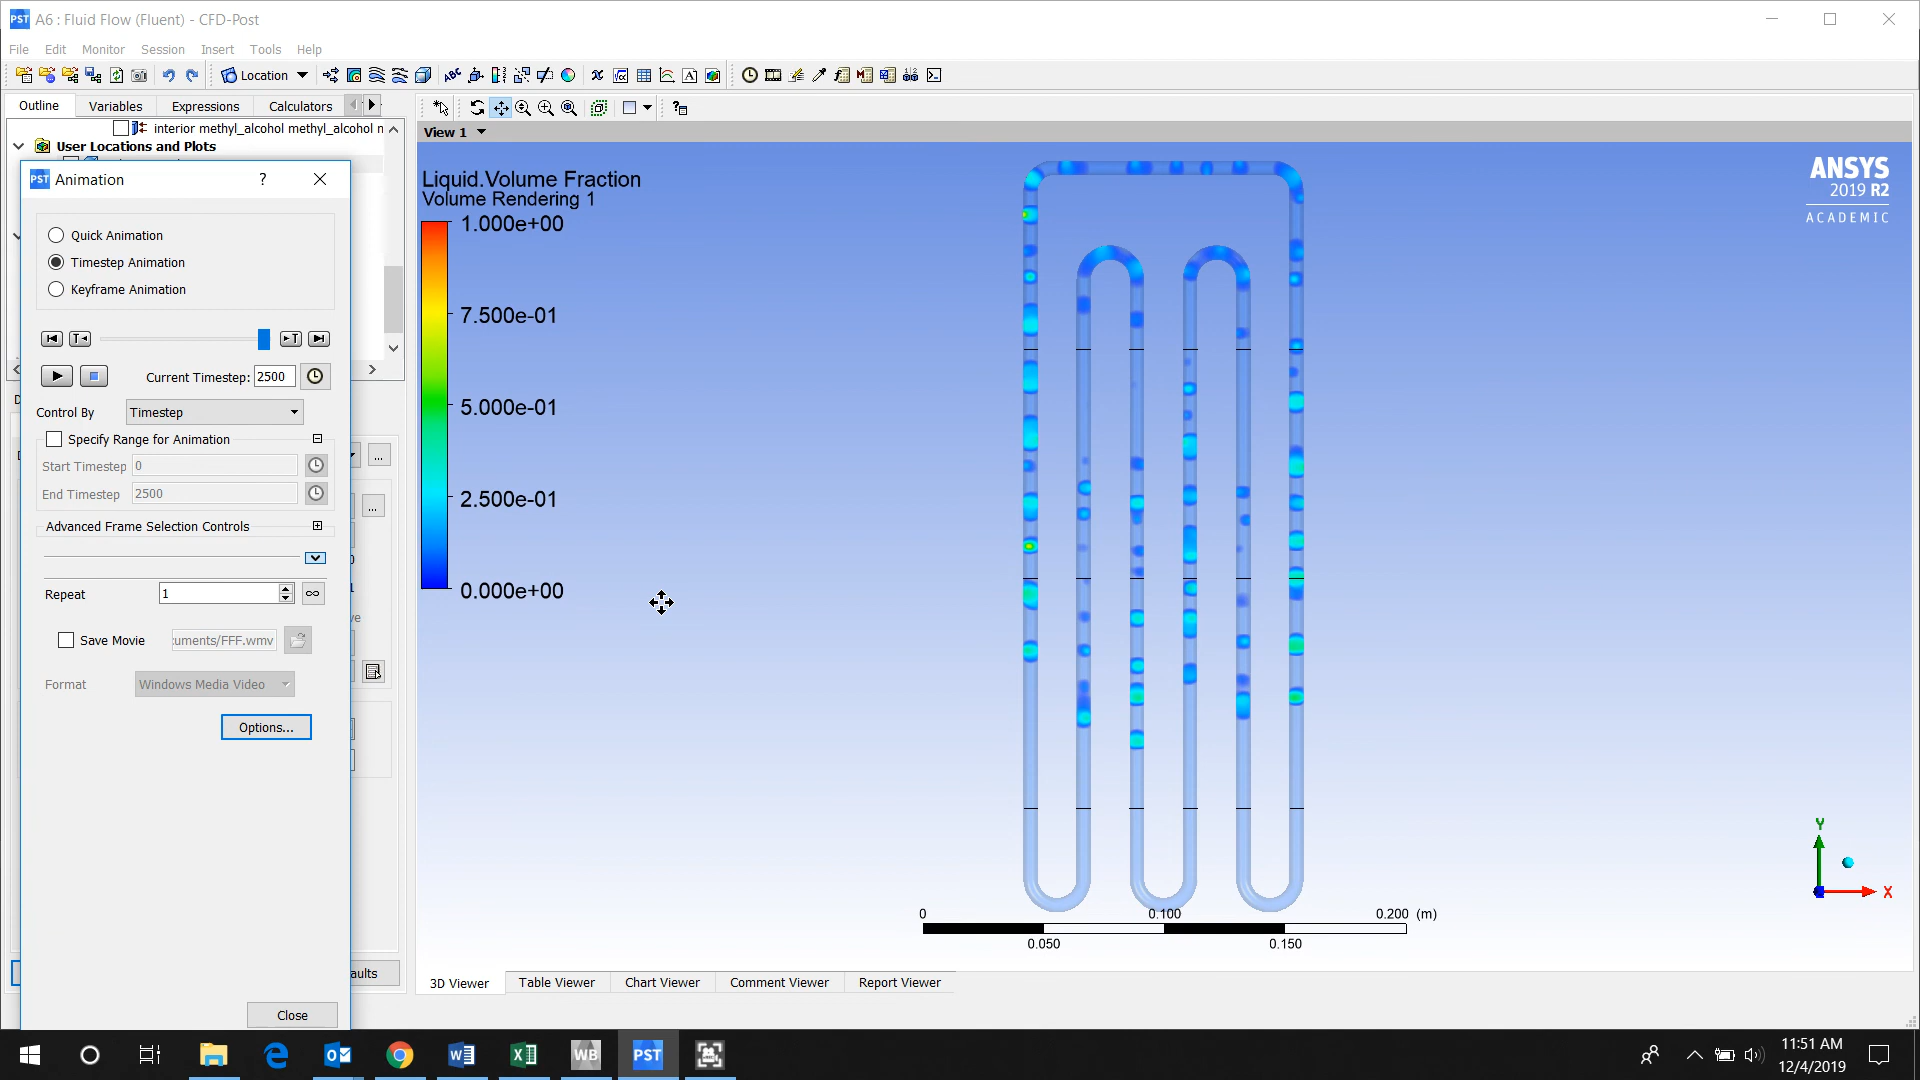 PST A6 : Fluid Flow (Fluent) - CFD-Post
File Edit Monitor Session Insert Tools Help
Location
Outline Variables Expressions Calculators
View 1
interior methyl_alcohol methyl_alcohol
User Locations and Plots
PST Animation ? 
Quick Animation
Timestep Animation
Keyframe Animation
Current Timestep: 2500
Control By Timestep
Specify Range for Animation
Start Timestep 0
End Timestep 2500
Advanced Frame Selection Controls
Repeat 1
Save Movie :uments/FFF.wmv
Format Windows Media Video
Options...
aults
Close
Liquid.Volume Fraction
Volume Rendering 1
1.000e+00
7.500e-01
5.000e-01
2.500e-01
0.000e+00
ANSYS
2019 R2
ACADEMIC
Y
X
0 0.100 0.200 (m)
0.050 0.150
3D Viewer Table Viewer Chart Viewer Comment Viewer Report Viewer
WB PST
11:51 AM
12/4/2019